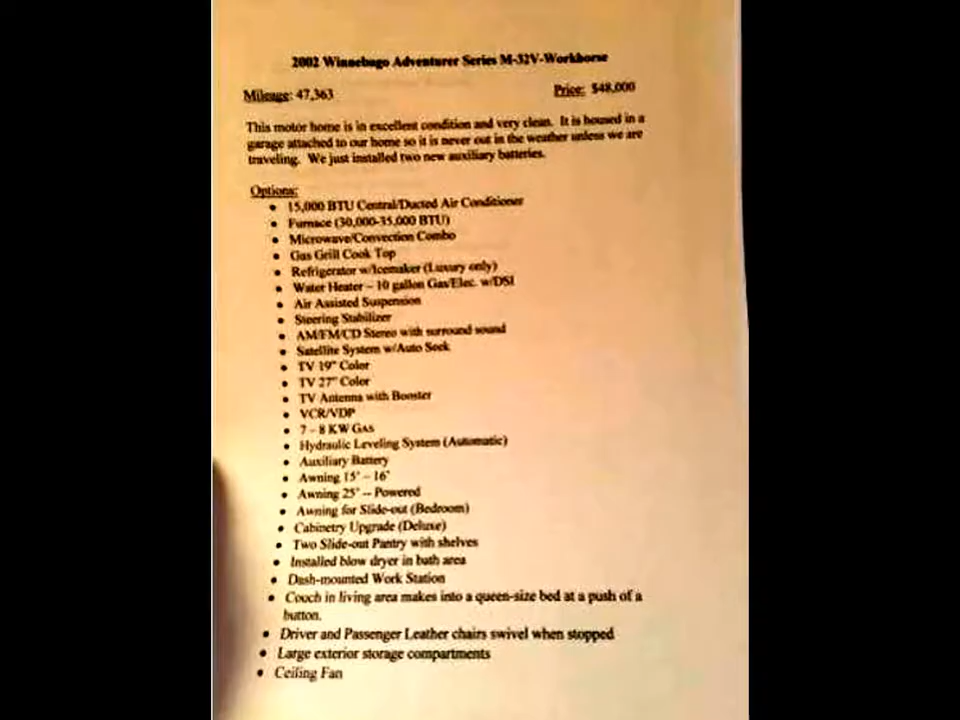 2002 Winnebago Adventurer Series M-32V-Workhorse
Mileage: 47,363 Price: $48,000
This motor home is in excellent condition and very clean. It is housed in a
garage attached to our home so it is never out in the weather unless we are
traveling. We just installed two new auxiliary batteries.
Options:
• 15,000 BTU Central/Ducted Air Conditioner
• Furnace (30,000-35,000 BTU)
• Microwave/Convection Combo
• Gas Grill Cook Top
• Refrigerator w/Icemaker (Luxury only)
• Water Heater – 10 gallon Gas/Elec. w/DSI
• Air Assisted Suspension
• Steering Stabilizer
• AM/FM/CD Stereo with surround sound
• Satellite System w/Auto Seek
• TV 19" Color
• TV 27" Color
• TV Antenna with Booster
• VCR/VDP
• 7 – 8 KW GAS
• Hydraulic Leveling System (Automatic)
• Auxiliary Battery
• Awning 15' – 16'
• Awning 25' -- Powered
• Awning for Slide-out (Bedroom)
• Cabinetry Upgrade (Deluxe)
• Two Slide-out Pantry with shelves
• Installed blow dryer in bath area
• Dash-mounted Work Station
• Couch in living area makes into a queen-size bed at a push of a
button.
• Driver and Passenger Leather chairs swivel when stopped
• Large exterior storage compartments
• Ceiling Fan